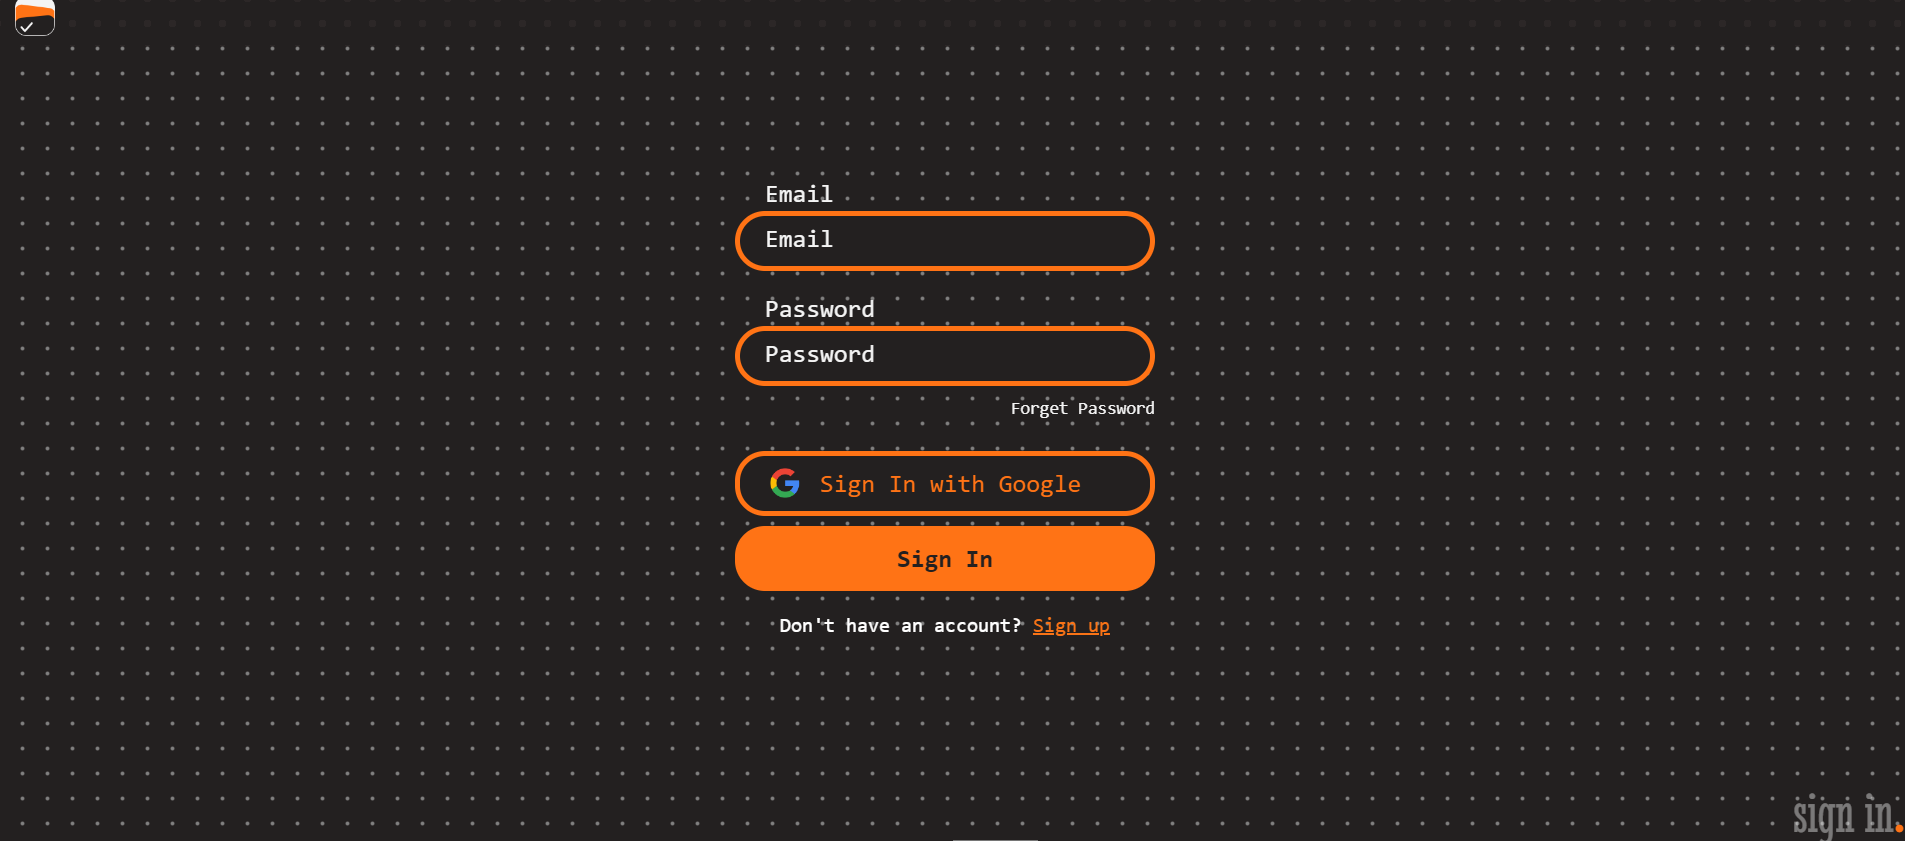 Email
Email
Password
Password
Forget Password
Sign In with Google
Sign In
Don't have an account? Sign up
sign in.